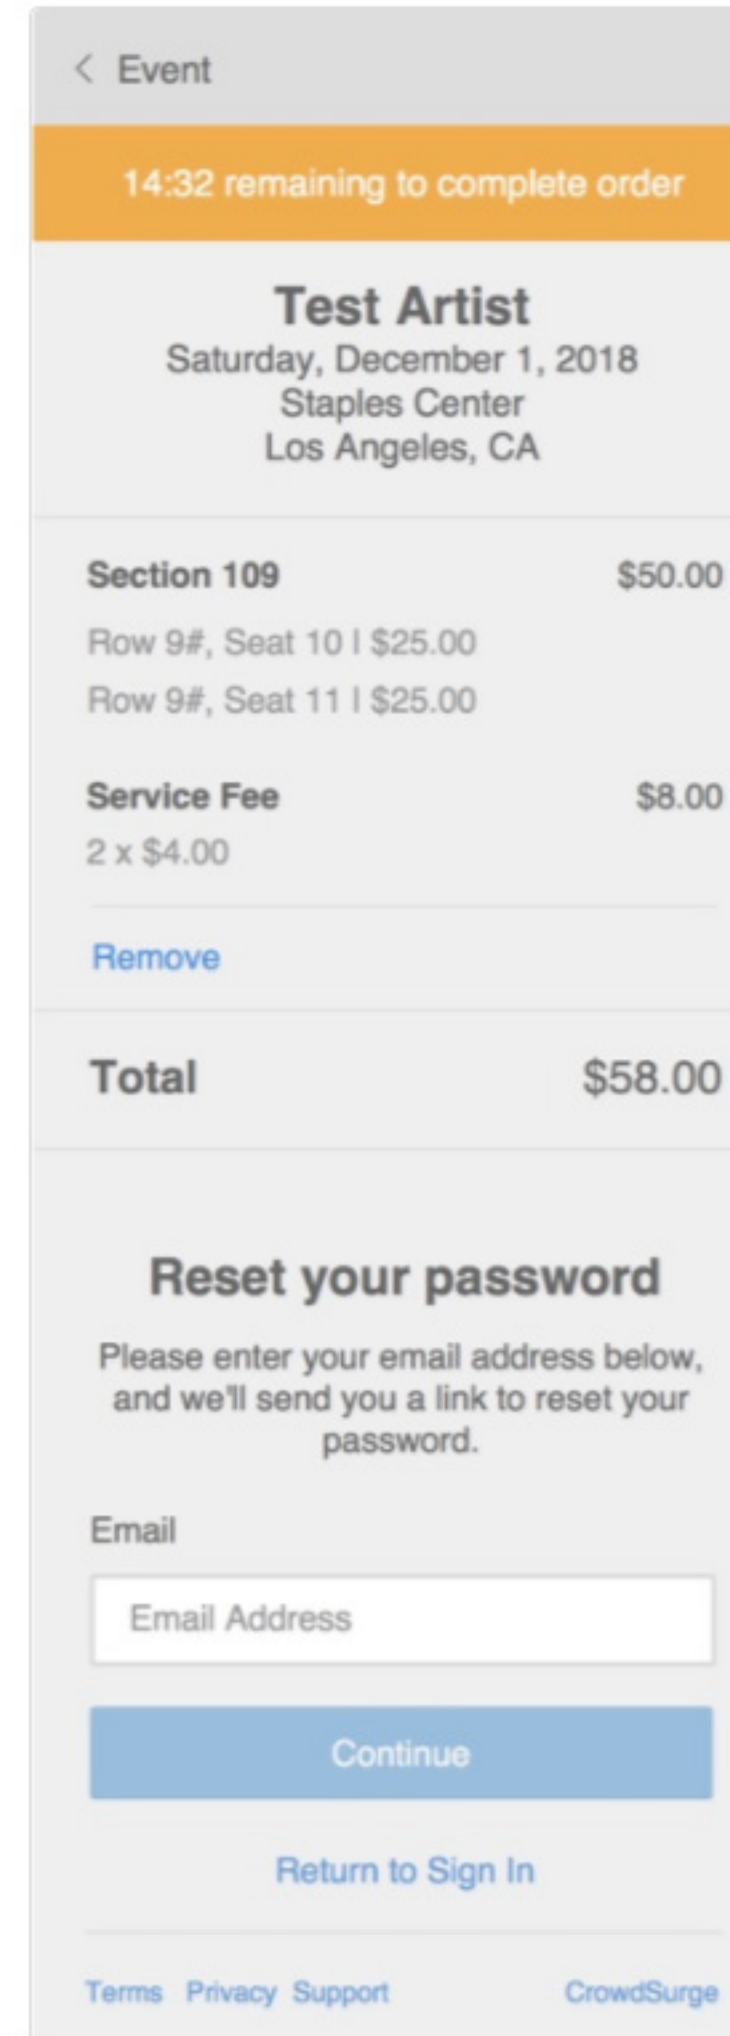 < Event
14:32 remaining to complete order
Test Artist
Saturday, December 1, 2018
Staples Center
Los Angeles, CA
Section 109 $50.00
Row 9#, Seat 10 | $25.00
Row 9#, Seat 11 | $25.00
Service Fee $8.00
2 x $4.00
Remove
Total $58.00
Reset your password
Please enter your email address below,
and we'll send you a link to reset your
password.
Email
Email Address
Continue
Return to Sign In
Terms Privacy Support CrowdSurge